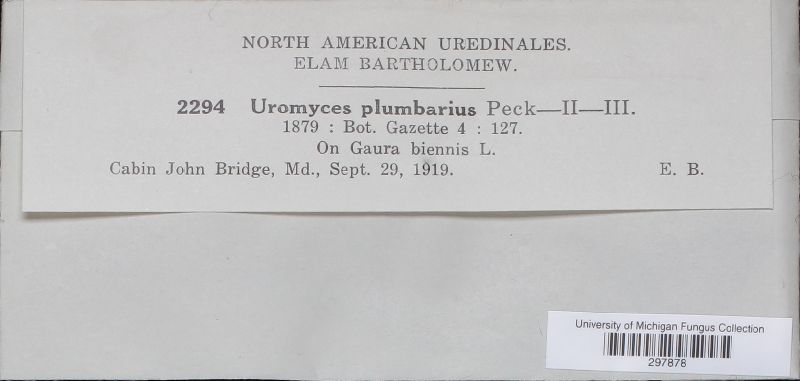 NORTH AMERICAN UREDINALES.
ELAM BARTHOLOMEW.
2294 Uromyces plumbarius Peck—II—III.
1879 : Bot. Gazette 4 : 127.
On Gaura biennis L.
Cabin John Bridge, Md., Sept. 29, 1919. E. B.
University of Michigan Fungus Collection
297878